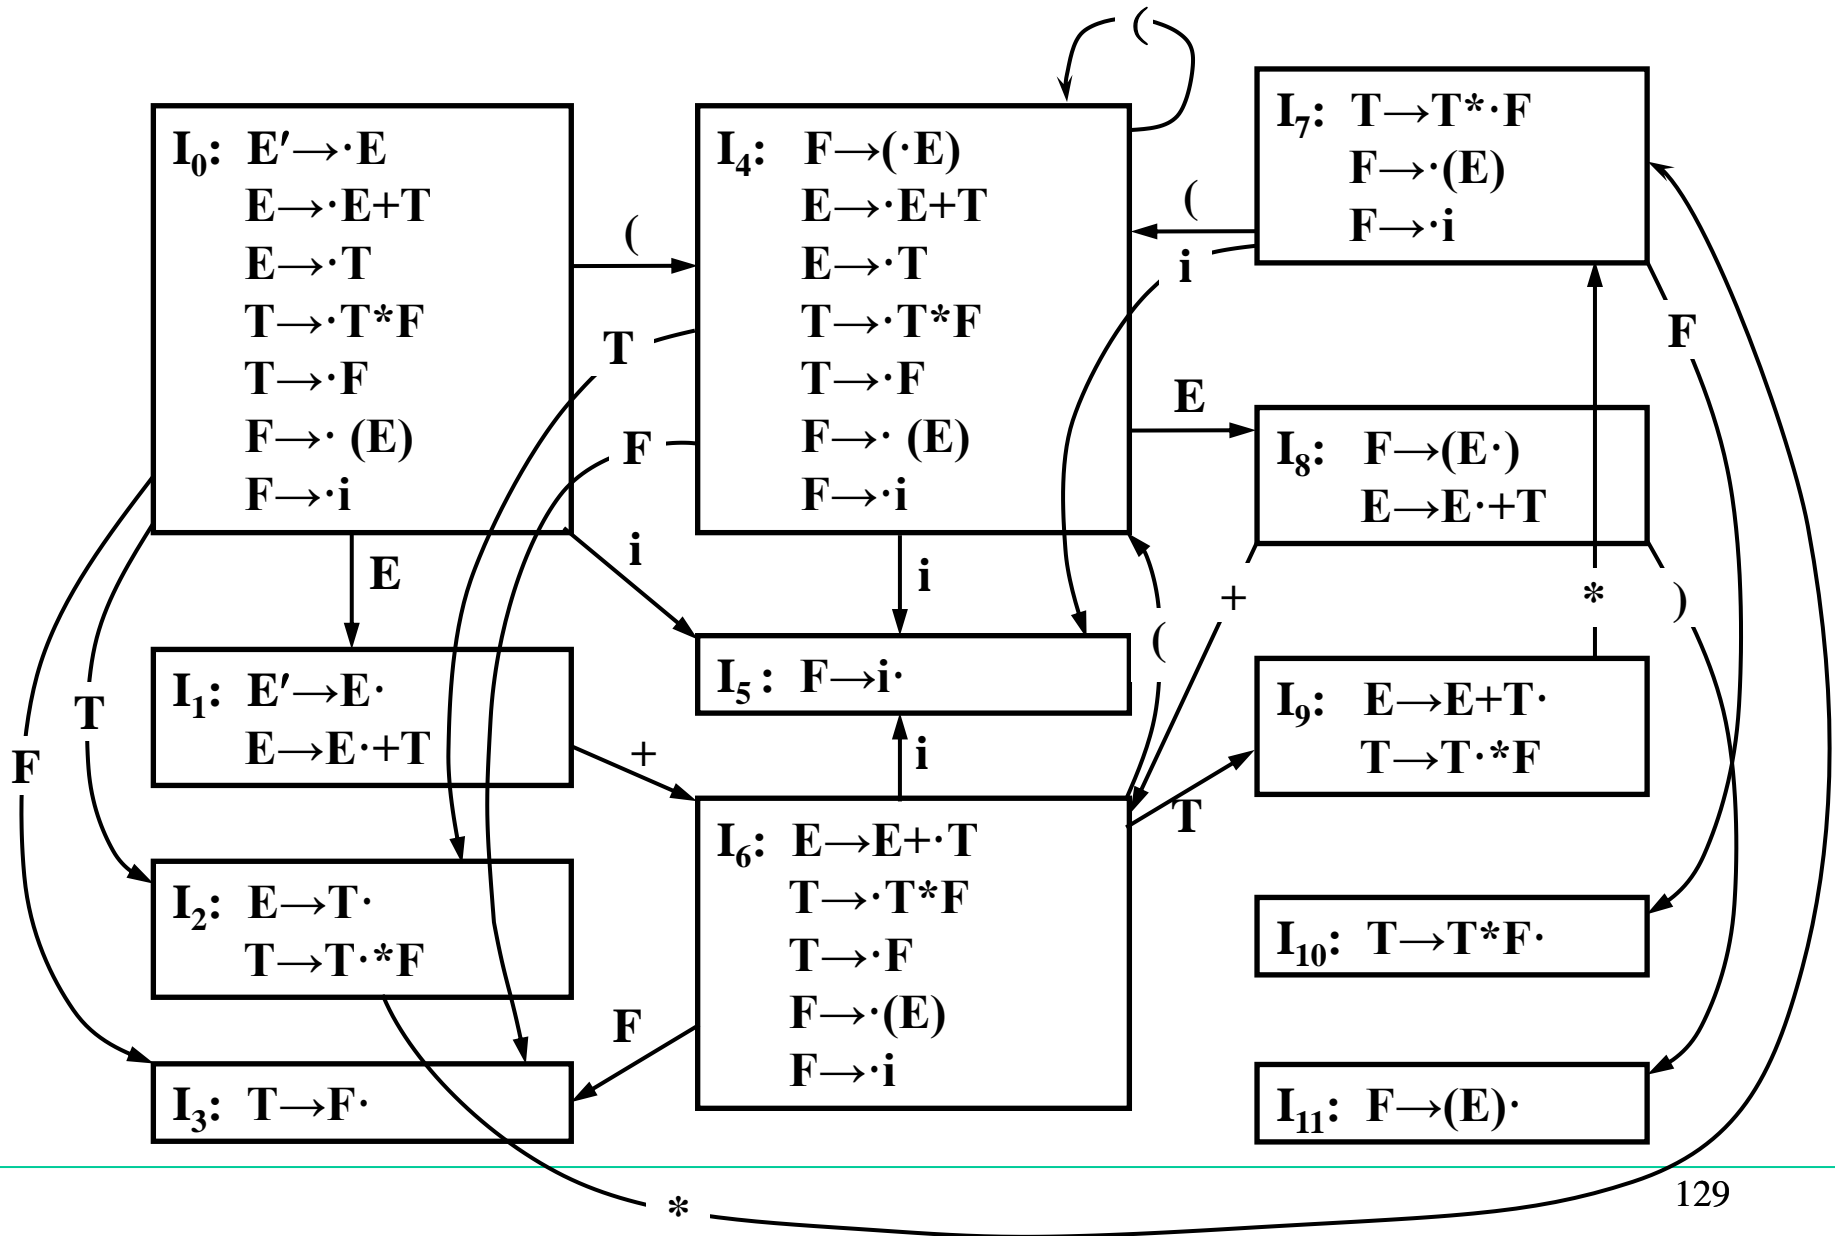 I₀: E′→·E
E→·E+T
E→·T
T→·T*F
T→·F
F→· (E)
F→·i
I₁: E′→E·
E→E·+T
I₂: E→T·
T→T·*F
I₃: T→F·
I₄: F→(·E)
E→·E+T
E→·T
T→·T*F
T→·F
F→· (E)
F→·i
I₅: F→i·
I₆: E→E+·T
T→·T*F
T→·F
F→·(E)
F→·i
I₇: T→T*·F
F→·(E)
F→·i
I₈: F→(E·)
E→E·+T
I₉: E→E+T·
T→T·*F
I₁₀: T→T*F·
I₁₁: F→(E)·
(
(
(
i
T
F
E
F
i
E
i
+
*
)
(
T
F
+
i
T
F
*
129